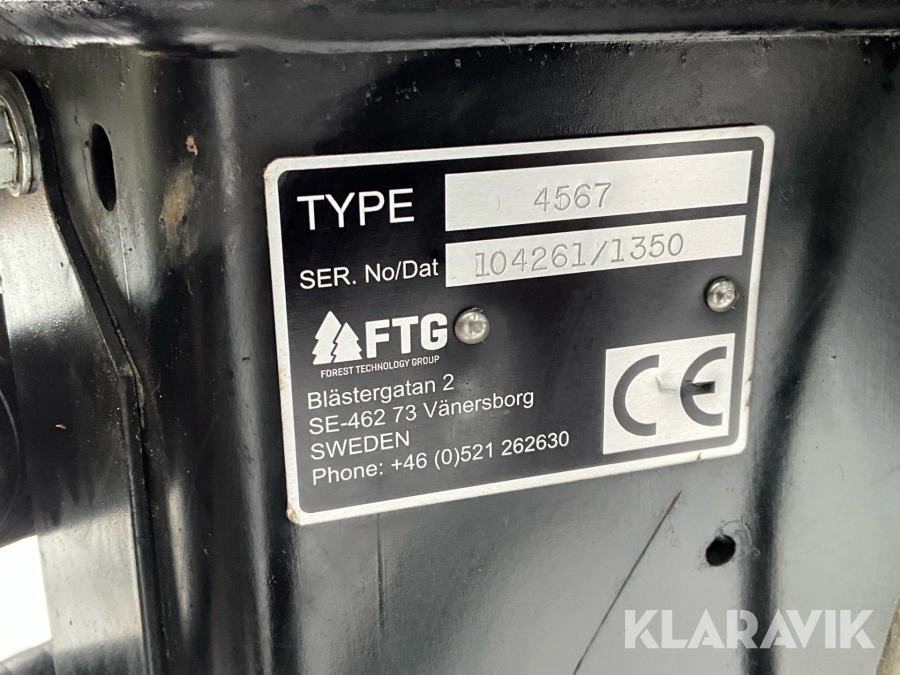 TYPE 4567
SER. No/Dat 104261/1350
FTG
FOREST TECHNOLOGY GROUP
Blästergatan 2
SE-462 73 Vänersborg
SWEDEN
Phone: +46 (0)521 262630
CE
KLARAVIK